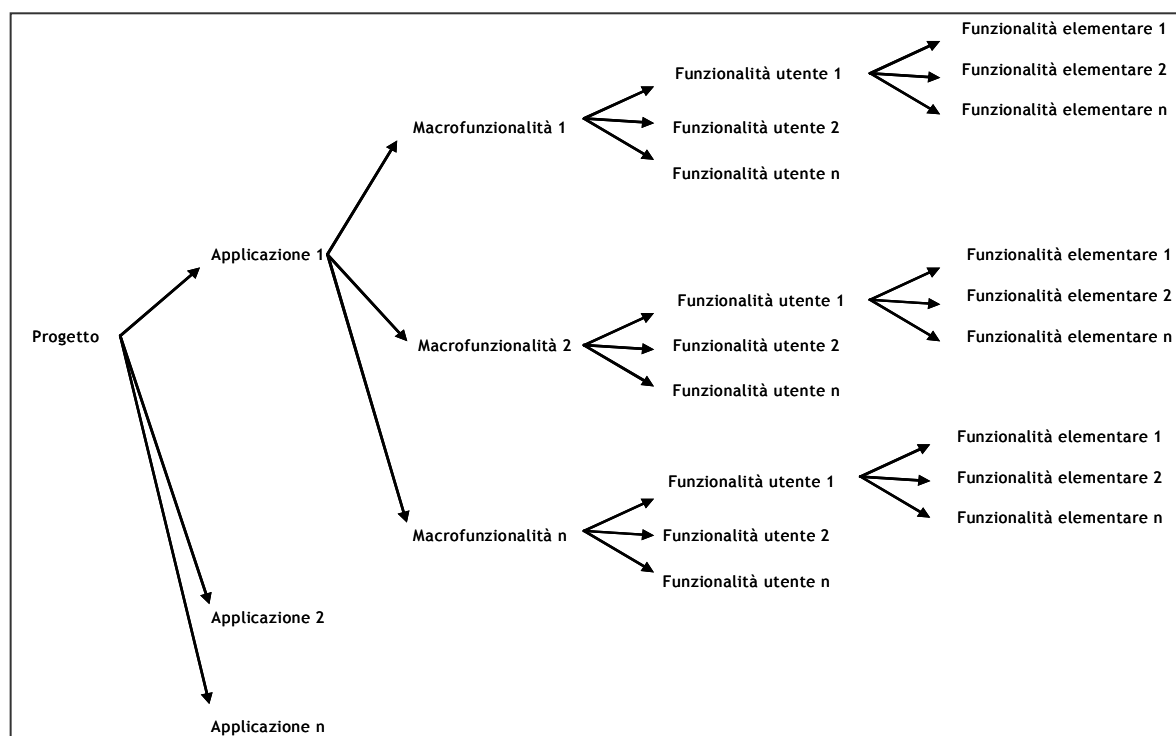 Funzionalità elementare 1
Funzionalità utente 1
Funzionalità elementare 2
Funzionalità elementare n
Macrofunzionalità 1
Funzionalità utente 2
Funzionalità utente n
Applicazione 1
Funzionalità elementare 1
Funzionalità utente 1
Funzionalità elementare 2
Progetto
Macrofunzionalità 2
Funzionalità utente 2
Funzionalità elementare n
Funzionalità utente n
Funzionalità elementare 1
Funzionalità utente 1
Funzionalità elementare 2
Funzionalità elementare n
Macrofunzionalità n
Funzionalità utente 2
Funzionalità utente n
Applicazione 2
Applicazione n